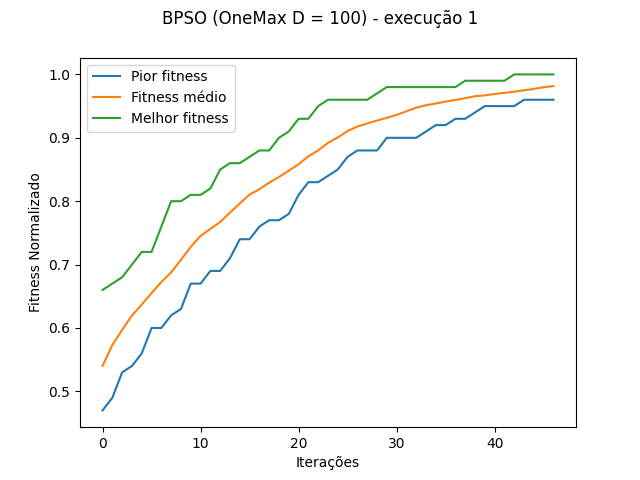 BPSO (OneMax D = 100) - execução 1
Pior fitness
Fitness médio
Melhor fitness
Fitness Normalizado
1.0
0.9
0.8
0.7
0.6
0.5
0
10
20
30
40
Iterações